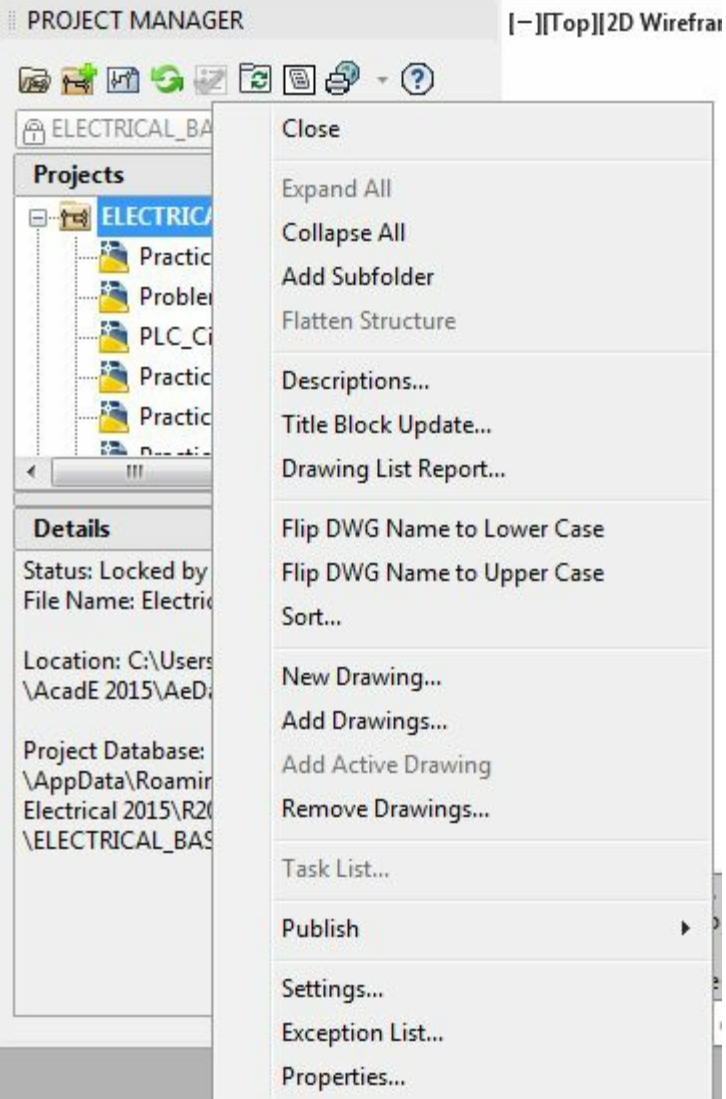 PROJECT MANAGER
[−][Top][2D Wirefra
ELECTRICAL_BA
Projects
ELECTRICA
Practic
Proble
PLC_Ci
Practic
Practic
Details
Status: Locked by
File Name: Electric
Location: C:\Users
\AcadE 2015\AeDa
Project Database:
\AppData\Roamin
Electrical 2015\R20
\ELECTRICAL_BAS
Close
Expand All
Collapse All
Add Subfolder
Flatten Structure
Descriptions...
Title Block Update...
Drawing List Report...
Flip DWG Name to Lower Case
Flip DWG Name to Upper Case
Sort...
New Drawing...
Add Drawings...
Add Active Drawing
Remove Drawings...
Task List...
Publish
Settings...
Exception List...
Properties...